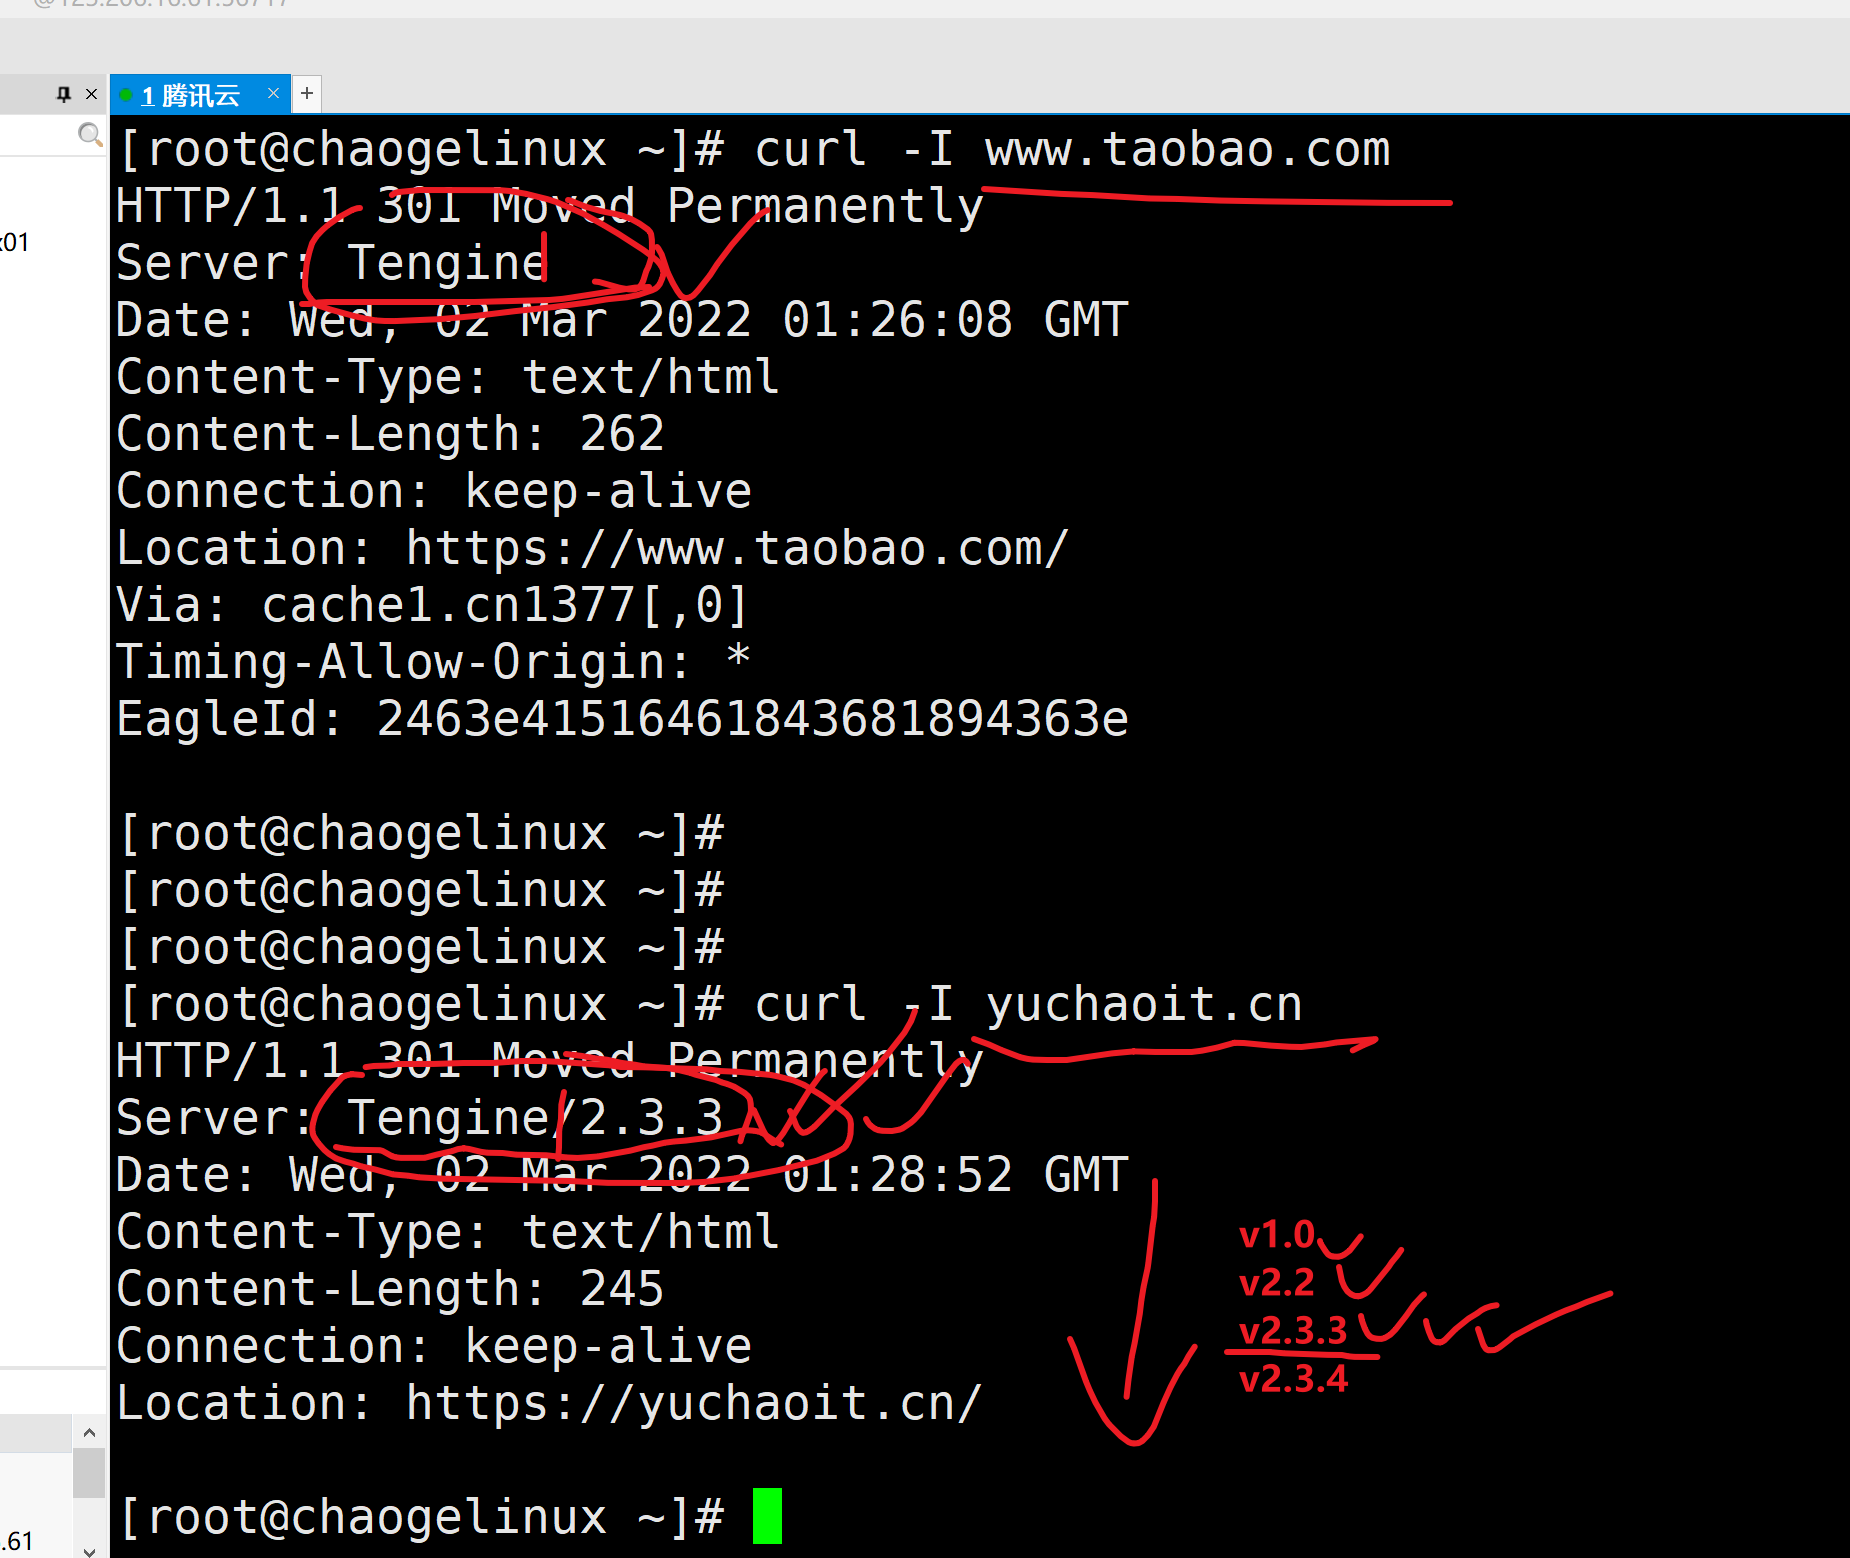 1 腾讯云
[root@chaogelinux ~]# curl -I www.taobao.com
HTTP/1.1 301 Moved Permanently
Server: Tengine
Date: Wed, 02 Mar 2022 01:26:08 GMT
Content-Type: text/html
Content-Length: 262
Connection: keep-alive
Location: https://www.taobao.com/
Via: cache1.cn1377[,0]
Timing-Allow-Origin: *
EagleId: 2463e41516461843681894363e
[root@chaogelinux ~]#
[root@chaogelinux ~]#
[root@chaogelinux ~]#
[root@chaogelinux ~]# curl -I yuchaoit.cn
HTTP/1.1 301 Moved Permanently
Server: Tengine/2.3.3
Date: Wed, 02 Mar 2022 01:28:52 GMT
Content-Type: text/html
Content-Length: 245
Connection: keep-alive
Location: https://yuchaoit.cn/
[root@chaogelinux ~]#
v1.0
v2.2
v2.3.3
v2.3.4
01
.61